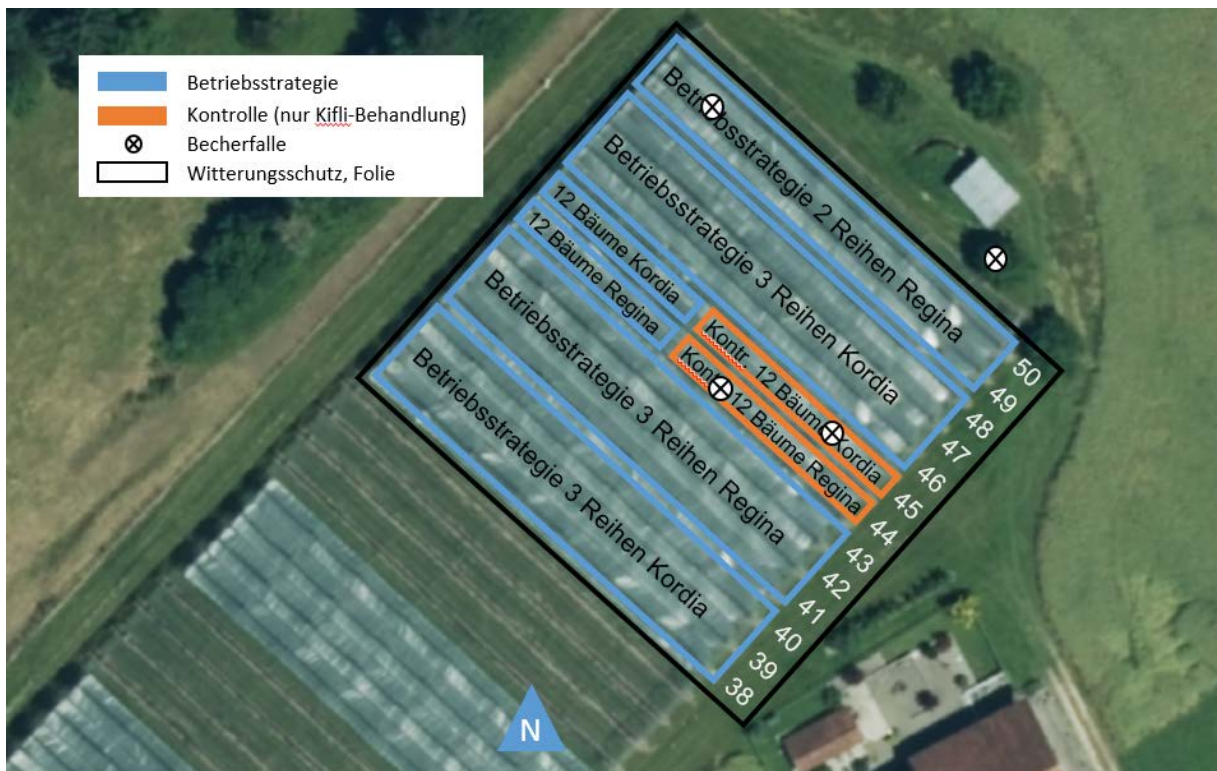 Betriebsstrategie
Kontrolle (nur Kifli-Behandlung)
Becherfalle
Witterungsschutz, Folie
Betriebsstrategie 2 Reihen Regina
Betriebsstrategie 3 Reihen Kordia
12 Bäume Kordia
12 Bäume Regina
Kontr. 12 Bäume Kordia
Kontr. 12 Bäume Regina
Betriebsstrategie 3 Reihen Regina
Betriebsstrategie 3 Reihen Kordia
50
49
48
47
46
45
44
43
42
41
40
39
38
N